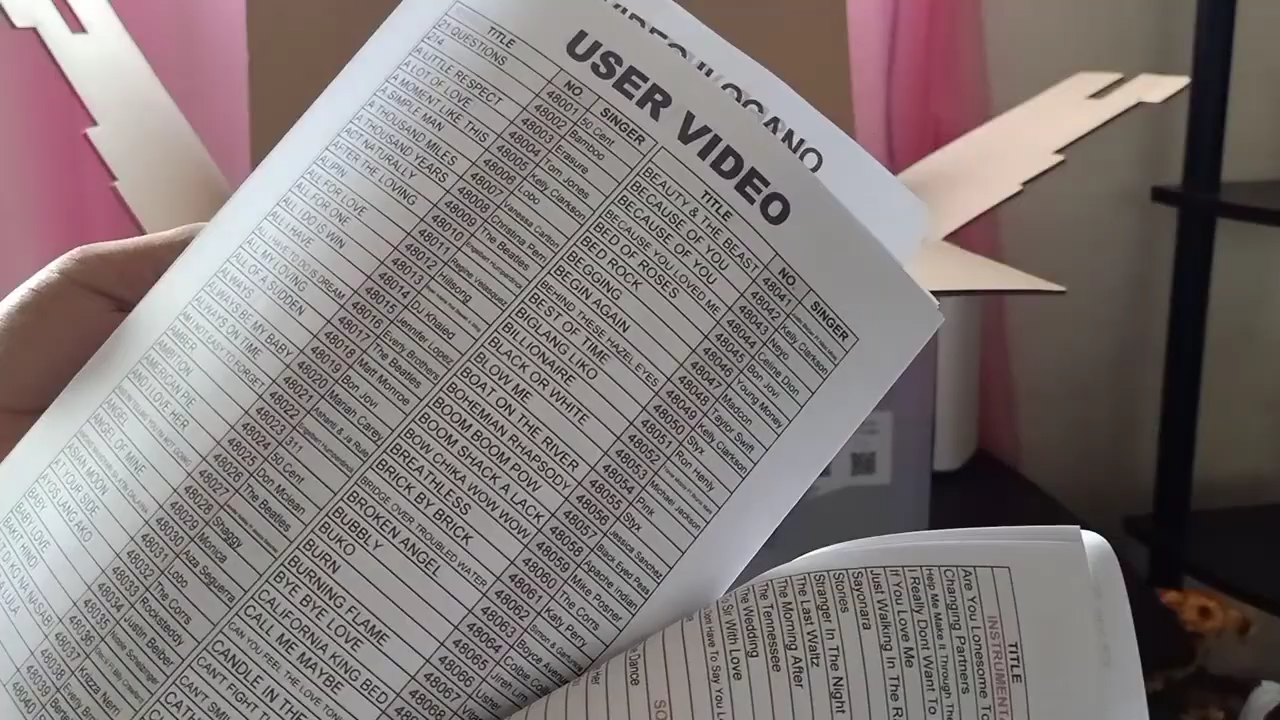 VIDEOKE
USER VIDEO
TITLE NO SINGER
21 QUESTIONS 48001 50 Cent
214 48002 Bamboo
A LITTLE RESPECT 48003 Erasure
A LOT OF LOVE 48004 Tom Jones
A MOMENT LIKE THIS 48005 Kelly Clarkson
A SIMPLE MAN 48006 Lobo
A THOUSAND MILES 48007 Vanessa Carlton
A THOUSAND YEARS 48008 Christina Perri
ACT NATURALLY 48009 The Beatles
AFTER THE LOVING 48010 Engelbert Humperdinck
ALIPIN 48011 Regine Velasquez
ALL FOR LOVE 48012
ALL FOR ONE 48013 Hillsong
ALL I DO IS WIN 48014 DJ Khaled
ALL I HAVE 48015 Jennifer Lopez
ALL I HAVE TO DO IS DREAM 48016 Everly Brothers
ALL MY LOVING 48017 The Beatles
ALL OF A SUDDEN 48018 Matt Monroe
ALWAYS 48019 Bon Jovi
ALWAYS BE MY BABY 48020 Mariah Carey
ALWAYS ON TIME 48021 Ashanti & Ja Rule
AM I NOT EASY TO FORGET 48022 Engelbert Humperdinck
AMBER 48023 311
AMBITION 48024 50 Cent
AMERICAN PIE 48025 Don Mclean
AND I LOVE HER 48026 The Beatles
48027
ANGEL 48028 Shaggy
ANGEL OF MINE 48029 Monica
48030 Aiza Seguerra
ASIAN MOON 48031 Lobo
AT YOUR SIDE 48032 The Corrs
AYOS LANG AKO 48033 Rocksteddy
BABY 48034 Justin Beiber
BABY LOVE 48035
BAKIT HINDI 48036
48037 Krizza Neri
48038 Everly
48039
TITLE NO. SINGER
BEAUTY & THE BEAST 48041
BECAUSE OF YOU 48042 Kelly Clarkson
BECAUSE OF YOU 48043 Neyo
BECAUSE YOU LOVED ME 48044 Celine Dion
BED OF ROSES 48045 Bon Jovi
BED ROCK 48046 Young Money
BEGGING 48047 Madcon
BEGIN AGAIN 48048 Taylor Swift
BEHIND THESE HAZEL EYES 48049 Kelly Clarkson
BEST OF TIME 48050 Styx
BIGLANG LIKO 48051 Ron Henly
BILLIONAIRE 48052
BLACK OR WHITE 48053 Michael Jackson
BLOW ME 48054 Pink
BOAT ON THE RIVER 48055 Styx
BOHEMIAN RHAPSODY 48056 Jessica Sanchez
BOOM BOOM POW 48057 Black Eyed Peas
BOOM SHACK A LACK 48058 Apache Indian
BOW CHIKA WOW WOW 48059 Mike Posner
BREATHLESS 48060 The Corrs
BRICK BY BRICK 48061 Katy Perry
BRIDGE OVER TROUBLED WATER 48062 Simon & Garfunkel
BROKEN ANGEL 48063 Boyce Avenue
BUBBLY 48064 Colbie
BUKO 48065 Jireh Lim
BURN 48066 Usher
BURNING FLAME 48067
BYE BYE LOVE 48068
CALIFORNIA KING BED
CALL ME MAYBE
CAN YOU FEEL THE LOVE
CANDLE IN THE
CAN'T FIGHT
CANT SMI
TITLE
INSTRUMENT
Are You Lonesome To
Changing Partners
Help Me Make It Through The
I Really Dont Want To
If You Love Me
Just Walking In The R
Sayonara
Stories
Stranger In The Night
The Last Waltz
The Morning After
The Tennessee
The Wedding
To Sir With Love
Dont Have To Say You L
Dance